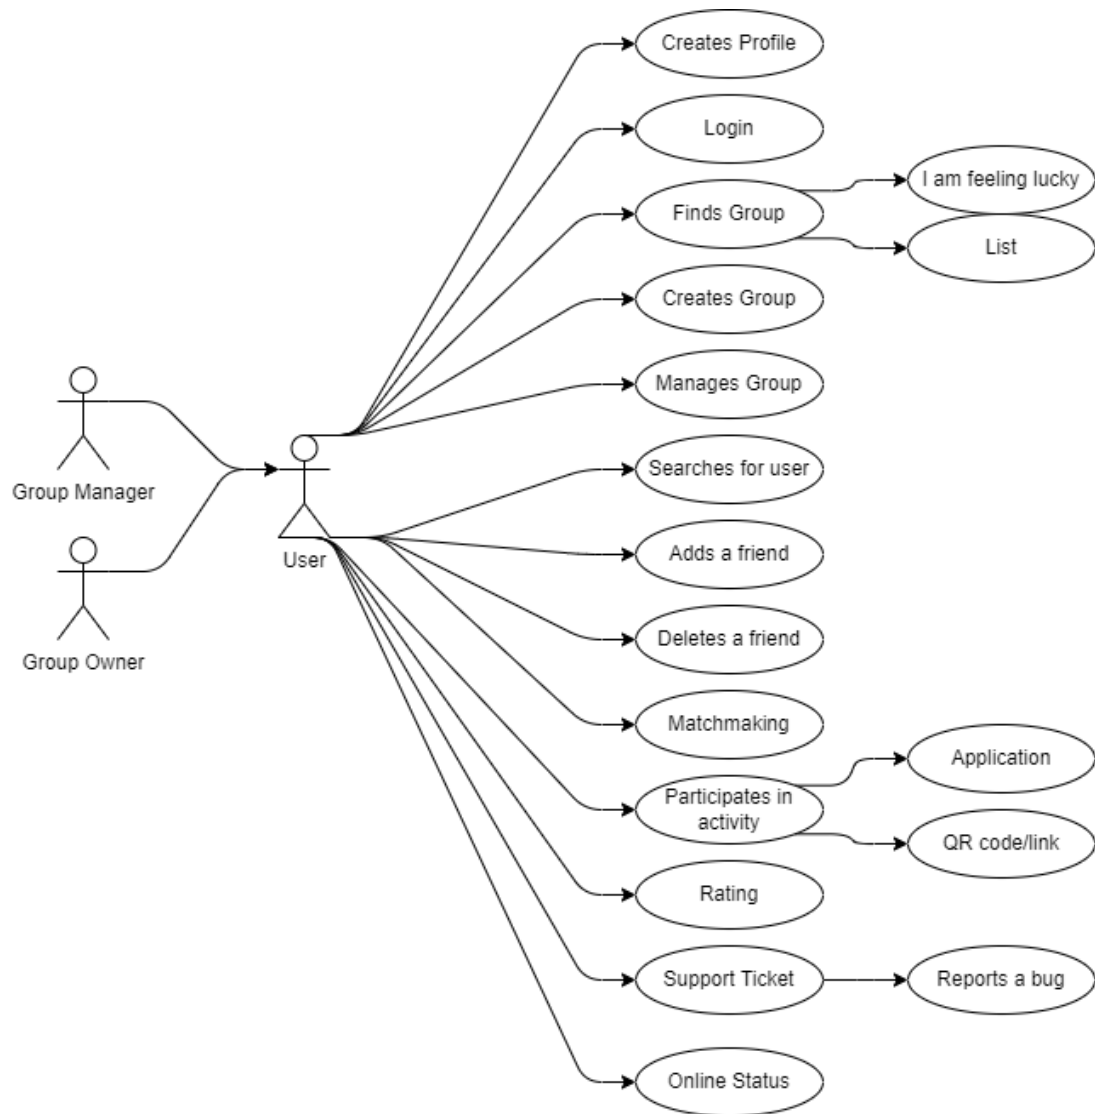 Creates Profile
Login
I am feeling lucky
Finds Group
List
Creates Group
Manages Group
Group Manager
Searches for user
User
Adds a friend
Group Owner
Deletes a friend
Matchmaking
Application
Participates in
activity
QR code/link
Rating
Support Ticket
Reports a bug
Online Status